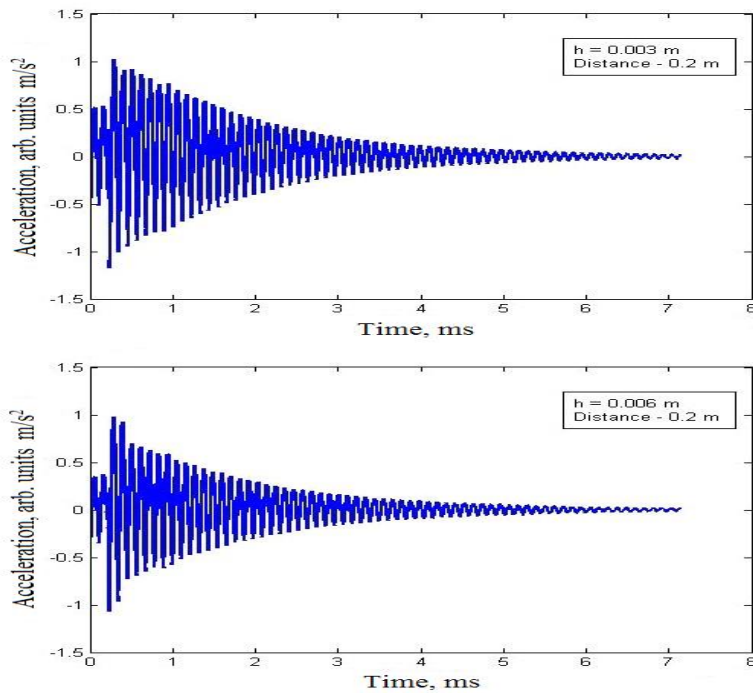 1.5
1
0.5
0
-0.5
-1
-1.5
Acceleration, arb. units m/s²
h = 0.003 m
Distance - 0.2 m
0 1 2 3 4 5 6 7 8
Time, ms
1.5
1
0.5
0
-0.5
-1
-1.5
Acceleration, arb. units m/s²
h = 0.006 m
Distance - 0.2 m
0 1 2 3 4 5 6 7 8
Time, ms